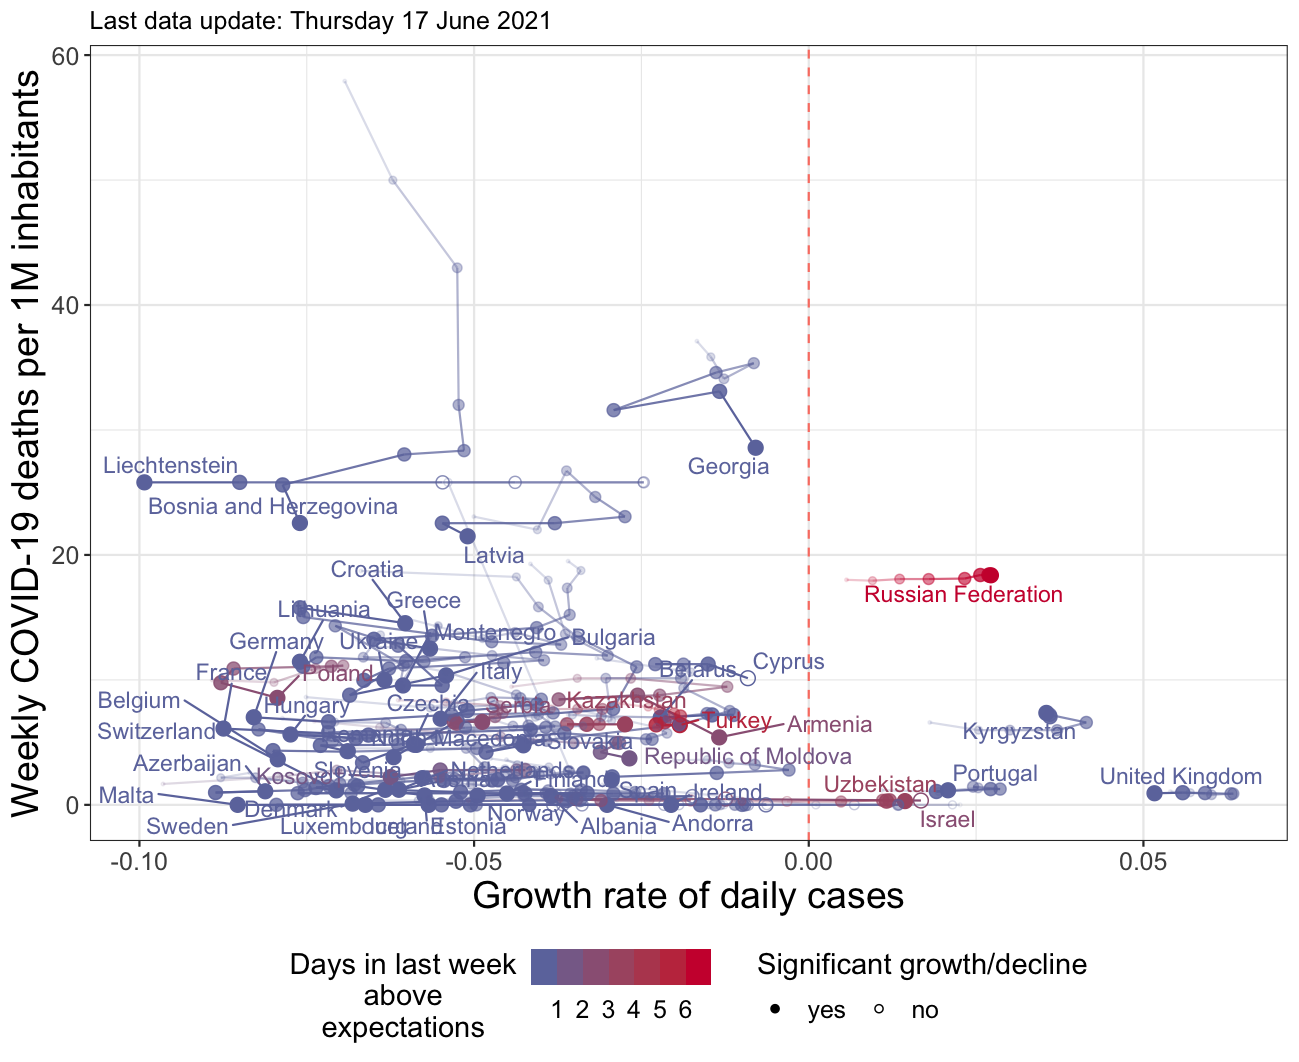 Last data update: Thursday 17 June 2021
Weekly COVID-19 deaths per 1M inhabitants
60
40
20
0
Georgia
Liechtenstein
Bosnia and Herzegovina
Latvia
Croatia
Russian Federation
Greece
Lithuania
Montenegro
Germany
Ukraine
Bulgaria
Cyprus
France
Poland
Italy
Belarus
Belgium
Hungary
Czechia
Serbia
Kazakhstan
Turkey
Armenia
Switzerland
Macedonia
Slovakia
Kyrgyzstan
Republic of Moldova
Azerbaijan
Kosovo
Slovenia
Netherlands
Finland
Uzbekistan
Portugal
United Kingdom
Malta
Denmark
Spain
Ireland
Norway
Israel
Sweden
Luxembourg
Iceland
Estonia
Albania
Andorra
-0.10
-0.05
0.00
0.05
Growth rate of daily cases
Days in last week
above
expectations
1 2 3 4 5 6
Significant growth/decline
yes
no